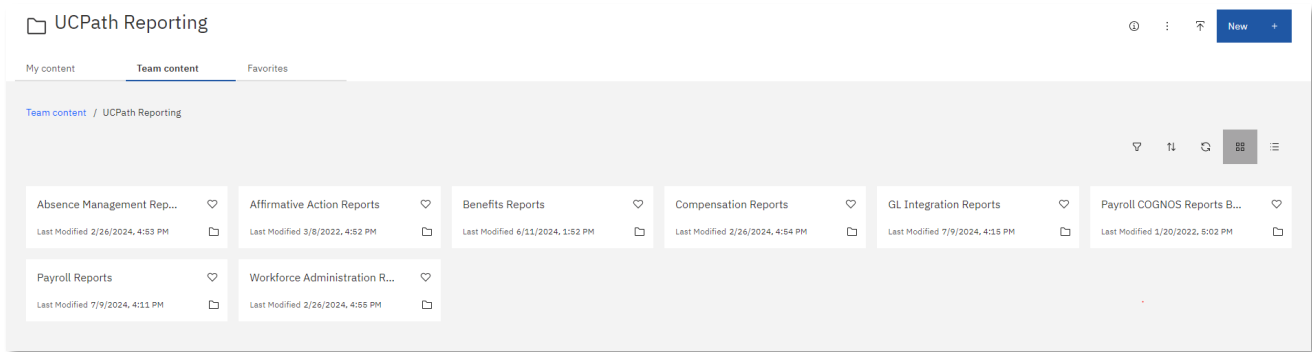 UCPath Reporting
New +
My content Team content Favorites
Team content / UCPath Reporting
Absence Management Rep... Affirmative Action Reports Benefits Reports Compensation Reports GL Integration Reports Payroll COGNOS Reports B...
Last Modified 2/26/2024, 4:53 PM Last Modified 3/8/2022, 4:52 PM Last Modified 6/11/2024, 1:52 PM Last Modified 2/26/2024, 4:54 PM Last Modified 7/9/2024, 4:15 PM Last Modified 1/20/2022, 5:02 PM
Payroll Reports Workforce Administration R...
Last Modified 7/9/2024, 4:11 PM Last Modified 2/26/2024, 4:55 PM